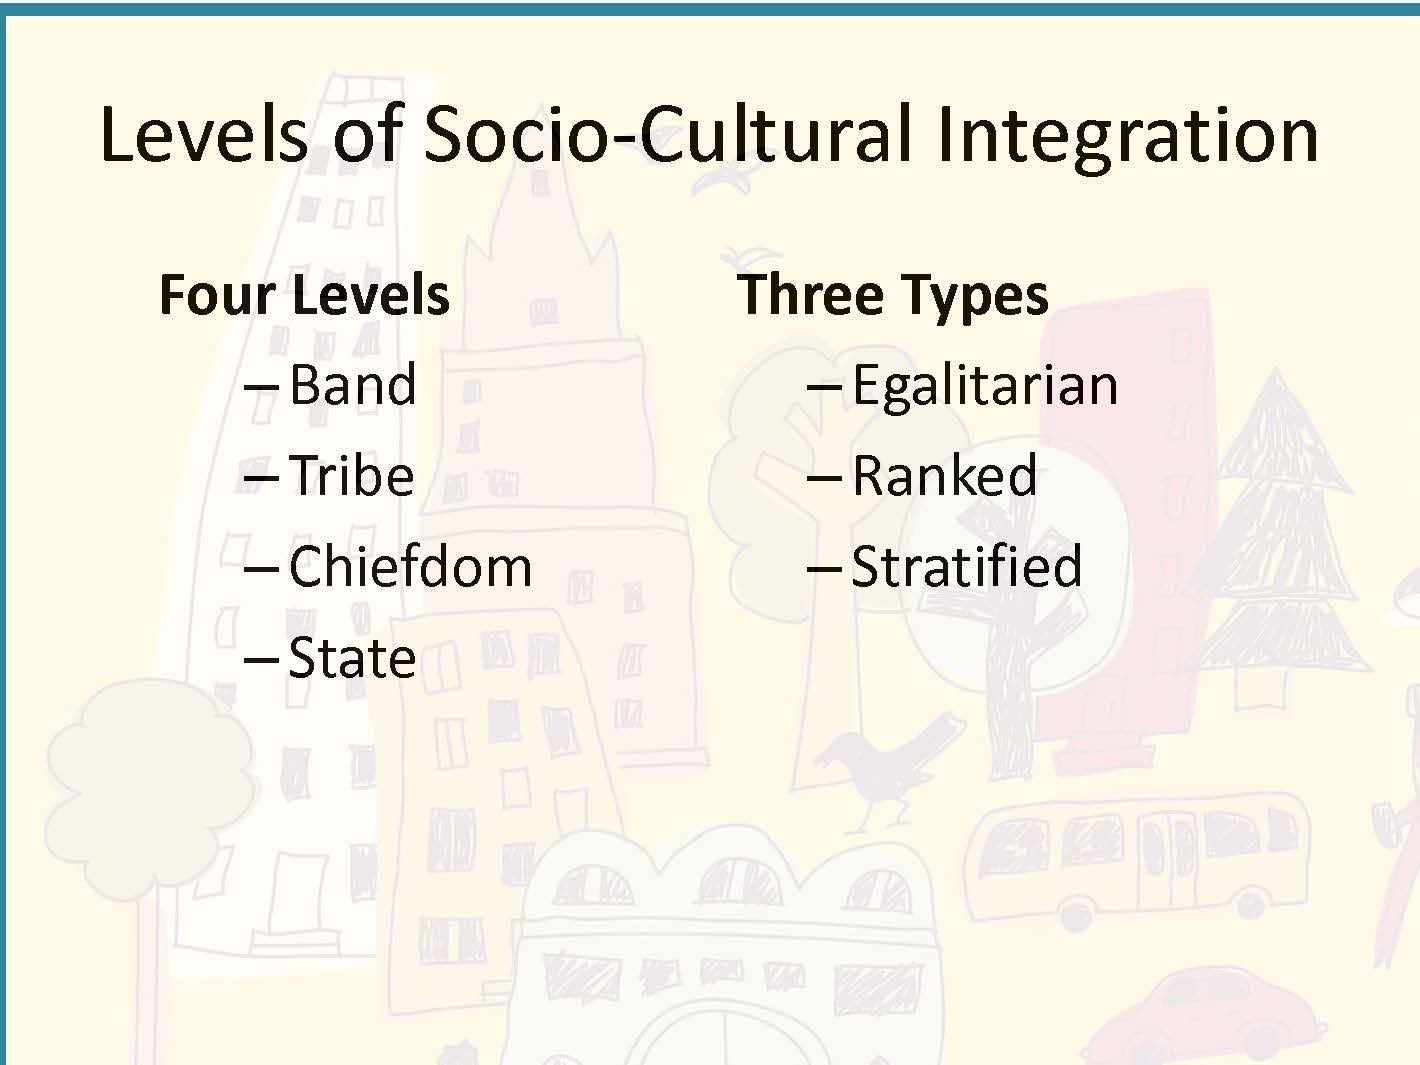 Levels of Socio-Cultural Integration
Four Levels
– Band
– Tribe
– Chiefdom
– State
Three Types
– Egalitarian
– Ranked
– Stratified